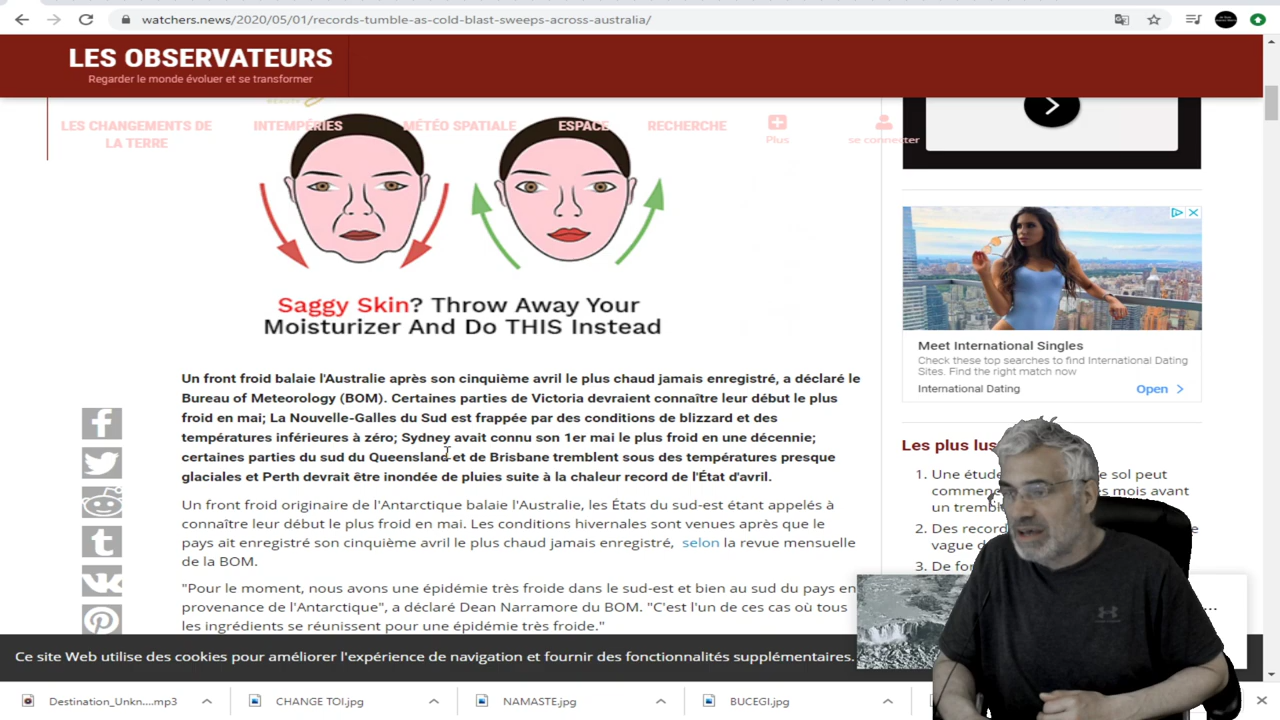 watchers.news/2020/05/01/records-tumble-as-cold-blast-sweeps-across-australia/
LES OBSERVATEURS
Regarder le monde évoluer et se transformer
LES CHANGEMENTS DE
LA TERRE
INTEMPÉRIES
MÉTÉO SPATIALE
ESPACE
RECHERCHE
Plus
se connecter
Saggy Skin? Throw Away Your
Moisturizer And Do THIS Instead
Un front froid balaie l'Australie après son cinquième avril le plus chaud jamais enregistré, a déclaré le
Bureau of Meteorology (BOM). Certaines parties de Victoria devraient connaître leur début le plus
froid en mai; La Nouvelle-Galles du Sud est frappée par des conditions de blizzard et des
températures inférieures à zéro; Sydney avait connu son 1er mai le plus froid en une décennie;
certaines parties du sud du Queensland et de Brisbane tremblent sous des températures presque
glaciales et Perth devrait être inondée de pluies suite à la chaleur record de l'État d'avril.
Un front froid originaire de l'Antarctique balaie l'Australie, les États du sud-est étant appelés à
connaître leur début le plus froid en mai. Les conditions hivernales sont venues après que le
pays ait enregistré son cinquième avril le plus chaud jamais enregistré, selon la revue mensuelle
de la BOM.
"Pour le moment, nous avons une épidémie très froide dans le sud-est et bien au sud du pays en
provenance de l'Antarctique", a déclaré Dean Narramore du BOM. "C'est l'un de ces cas où tous
les ingrédients se réunissent pour une épidémie très froide."
Meet International Singles
Check these top searches to find International Dating
Sites. Find the right match now
International Dating
Open
Les plus lus
1. Une étude sol peut
mois avant
un
2. Des record
vague d
3. De for
Ce site Web utilise des cookies pour améliorer l'expérience de navigation et fournir des fonctionnalités supplémentaires.
Destination_Unkn....mp3
CHANGE TOI.jpg
NAMASTE.jpg
BUCEGI.jpg